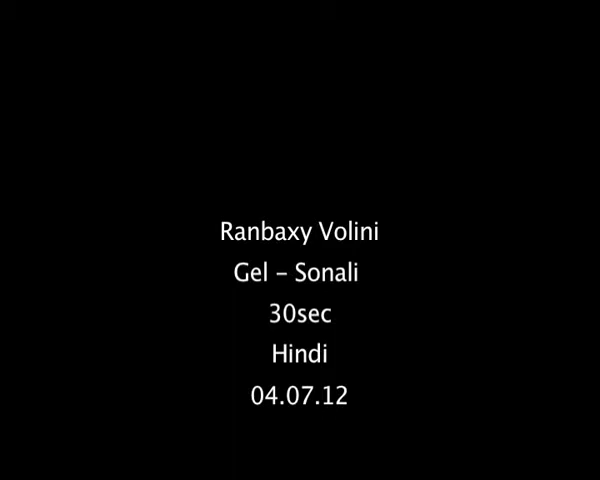 Ranbaxy Volini
Gel – Sonali
30sec
Hindi
04.07.12